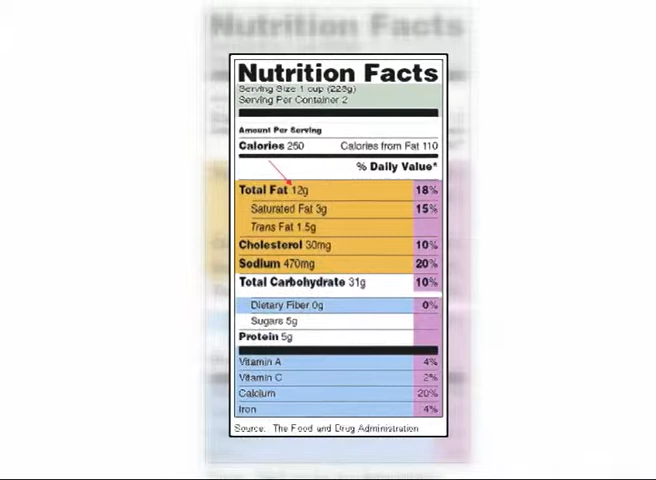 Nutrition Facts
Serving Size 1 cup (228g)
Serving Per Container 2
Amount Per Serving
Calories 250 Calories from Fat 110
% Daily Value*
Total Fat 12g 18%
Saturated Fat 3g 15%
Trans Fat 1.5g
Cholesterol 30mg 10%
Sodium 470mg 20%
Total Carbohydrate 31g 10%
Dietary Fiber 0g 0%
Sugars 5g
Protein 5g
Vitamin A 4%
Vitamin C 2%
Calcium 20%
Iron 4%
Source: The Food and Drug Administration